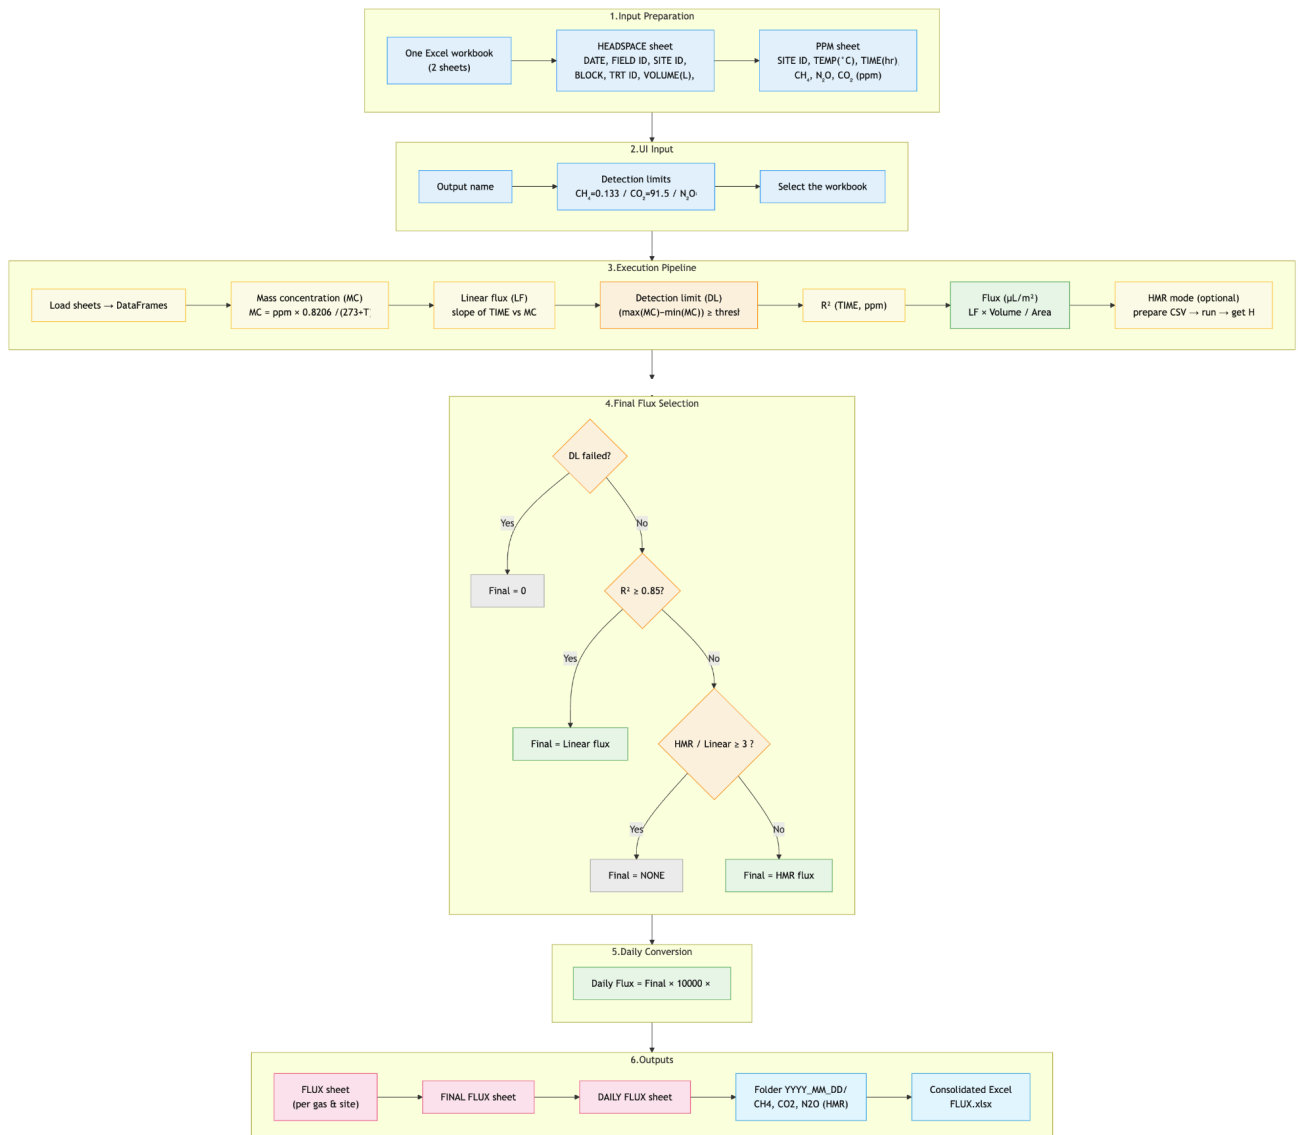 1.Input Preparation
One Excel workbook
(2 sheets)
HEADSPACE sheet
DATE, FIELD ID, SITE ID,
BLOCK, TRT ID, VOLUME(L),
PPM sheet
SITE ID, TEMP(°C), TIME(hr)
CH₄, N₂O, CO₂ (ppm)
2.UI Input
Output name
Detection limits
CH₄=0.133 / CO₂=91.5 / N₂O
Select the workbook
3.Execution Pipeline
Load sheets → DataFrames
Mass concentration (MC)
MC = ppm × 0.8206 /(273+T
Linear flux (LF)
slope of TIME vs MC
Detection limit (DL)
(max(MC)−min(MC)) ≥
R² (TIME, ppm)
Flux (µL/m²)
LF × Volume / Area
HMR mode (optional)
prepare CSV → run → get H
4.Final Flux Selection
DL failed?
Yes
No
Final = 0
R² ≥ 0.85?
Yes
No
Final = Linear flux
HMR / Linear ≥ 3 ?
Yes
No
Final = NONE
Final = HMR flux
5.Daily Conversion
Daily Flux = Final × 10000 ×
6.Outputs
FLUX sheet
(per gas & site)
FINAL FLUX sheet
DAILY FLUX sheet
Folder YYYY_MM_DD/
CH4, CO2, N2O (HMR)
Consolidated Excel
FLUX.xlsx